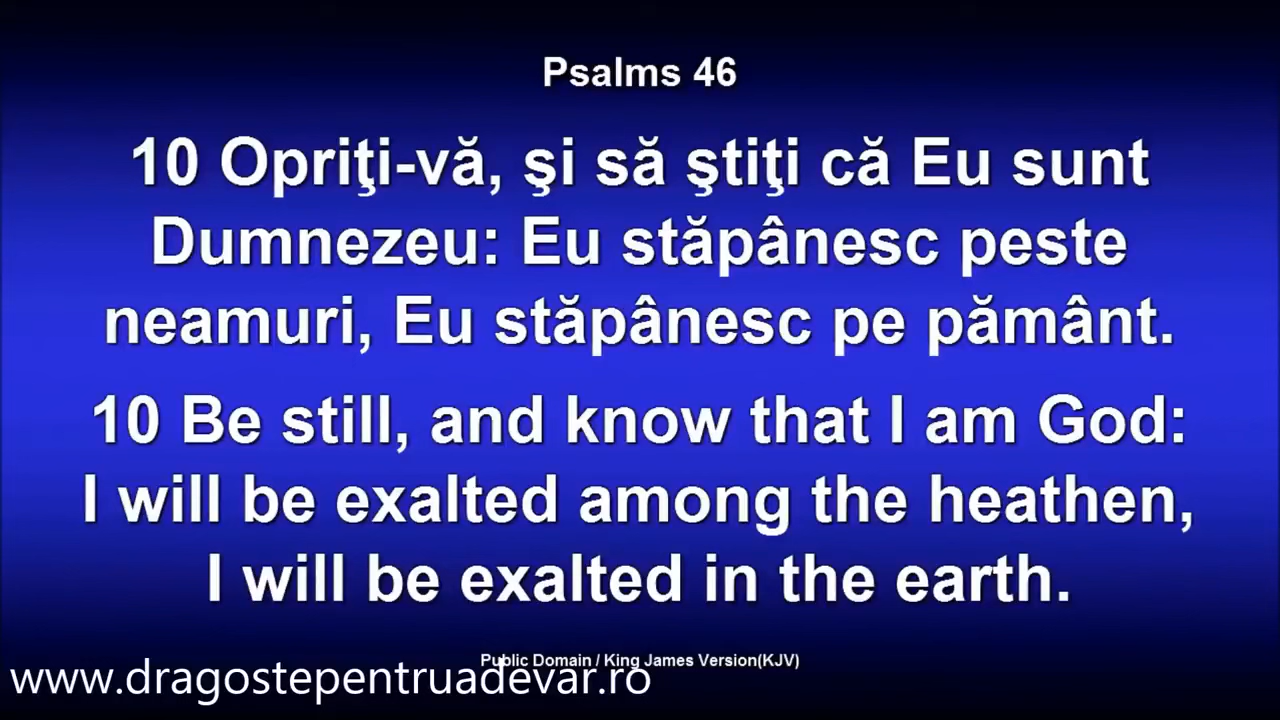 Psalms 46
10 Opriţi-vă, şi să ştiţi că Eu sunt
Dumnezeu: Eu stăpânesc peste
neamuri, Eu stăpânesc pe pământ.
10 Be still, and know that I am God:
I will be exalted among the heathen,
I will be exalted in the earth.
Public Domain / King James Version(KJV)
www.dragostepentruadevar.ro